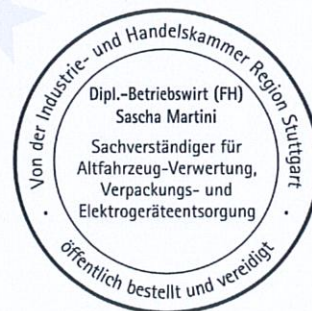 Von der Industrie- und Handelskammer Region Stuttgart
Dipl.-Betriebswirt (FH)
Sascha Martini
Sachverständiger für
Altfahrzeug-Verwertung,
Verpackungs- und
Elektrogeräteentsorgung
· öffentlich bestellt und vereidigt ·